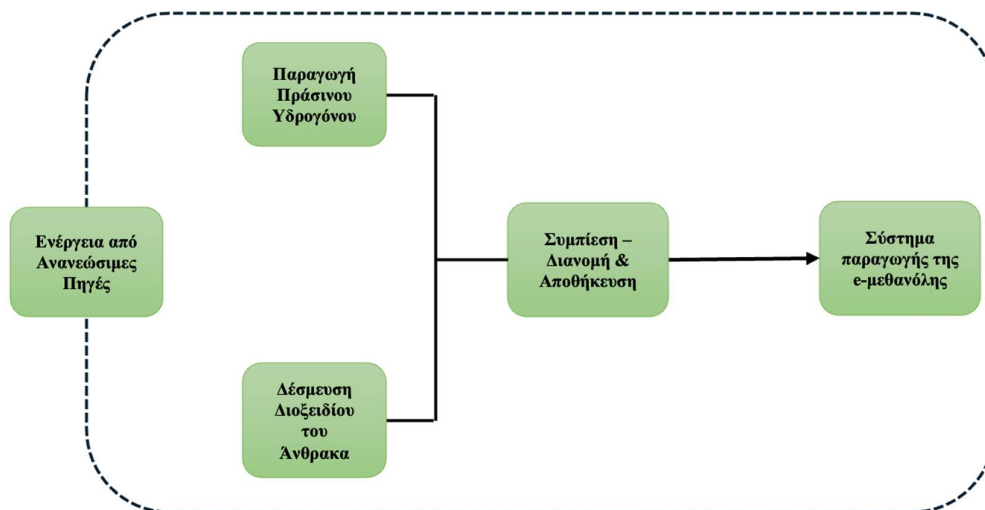 Παραγωγή
Πράσινου
Υδρογόνου
Ενέργεια από
Ανανεώσιμες
Πηγές
Συμπίεση –
Διανομή &
Αποθήκευση
Σύστημα
παραγωγής της
e-μεθανόλης
Δέσμευση
Διοξειδίου
του
Άνθρακα